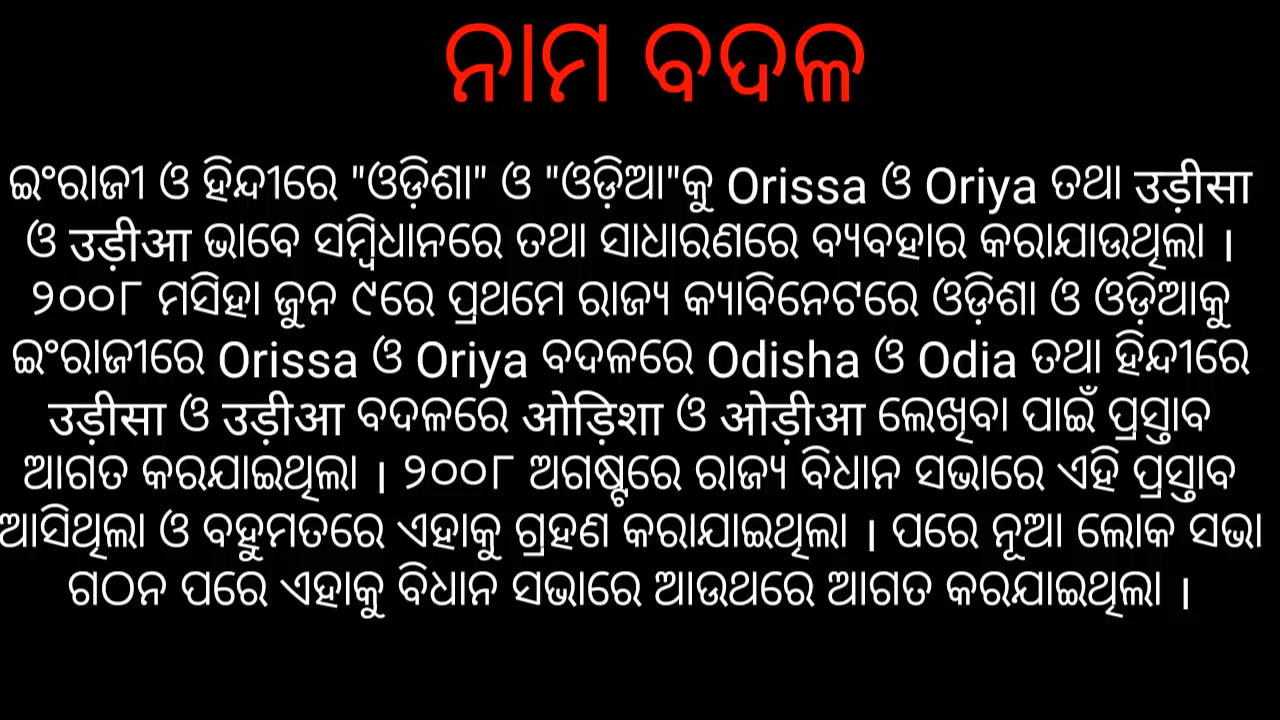 ନାମ ବଦଳ
ଇଂରାଜୀ ଓ ହିନ୍ଦୀରେ "ଓଡ଼ିଶା" ଓ "ଓଡ଼ିଆ"କୁ Orissa ଓ Oriya ତଥା उड़ीसा
ଓ उड़ीआ ଭାବେ ସମ୍ବିଧାନରେ ତଥା ସାଧାରଣରେ ବ୍ୟବହାର କରାଯାଉଥିଲା ।
୨୦୦୮ ମସିହା ଜୁନ ୯ରେ ପ୍ରଥମେ ରାଜ୍ୟ କ୍ୟାବିନେଟରେ ଓଡ଼ିଶା ଓ ଓଡ଼ିଆକୁ
ଇଂରାଜୀରେ Orissa ଓ Oriya ବଦଳରେ Odisha ଓ Odia ତଥା ହିନ୍ଦୀରେ
उड़ीसा ଓ उड़ीआ ବଦଳରେ ओड़िशा ଓ ओड़ीआ ଲେଖିବା ପାଇଁ ପ୍ରସ୍ତାବ
ଆଗତ କରଯାଇଥିଲା । ୨୦୦୮ ଅଗଷ୍ଟରେ ରାଜ୍ୟ ବିଧାନ ସଭାରେ ଏହି ପ୍ରସ୍ତାବ
ଆସିଥିଲା ଓ ବହୁମତରେ ଏହାକୁ ଗ୍ରହଣ କରାଯାଇଥିଲା । ପରେ ନୂଆ ଲୋକ ସଭା
ଗଠନ ପରେ ଏହାକୁ ବିଧାନ ସଭାରେ ଆଉଥରେ ଆଗତ କରଯାଇଥିଲା ।